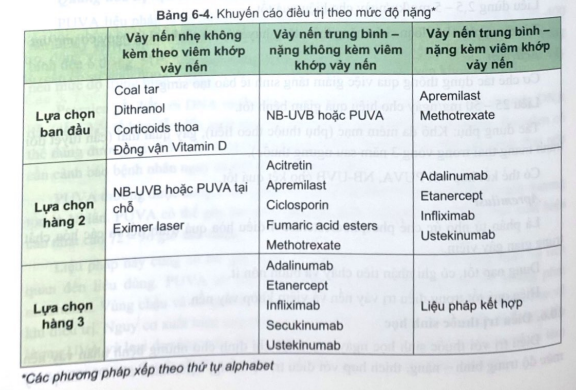 Bảng 6-4. Khuyến cáo điều trị theo mức độ nặng*
Vảy nến nhẹ không kèm theo viêm khớp vảy nến
Vảy nến trung bình – nặng không kèm viêm khớp vảy nến
Vảy nến trung bình – nặng kèm viêm khớp vảy nến
Lựa chọn ban đầu
Coal tar
Dithranol
Corticoids thoa
Đồng vận Vitamin D
NB-UVB hoặc PUVA
Apremilast
Methotrexate
Lựa chọn hàng 2
NB-UVB hoặc PUVA tại chỗ
Eximer laser
Acitretin
Apremilast
Ciclosporin
Fumaric acid esters
Methotrexate
Adalinumab
Etanercept
Infliximab
Ustekinumab
Lựa chọn hàng 3
Adalinumab
Etanercept
Infliximab
Secukinumab
Ustekinumab
Liệu pháp kết hợp
*Các phương pháp xếp theo thứ tự alphabet